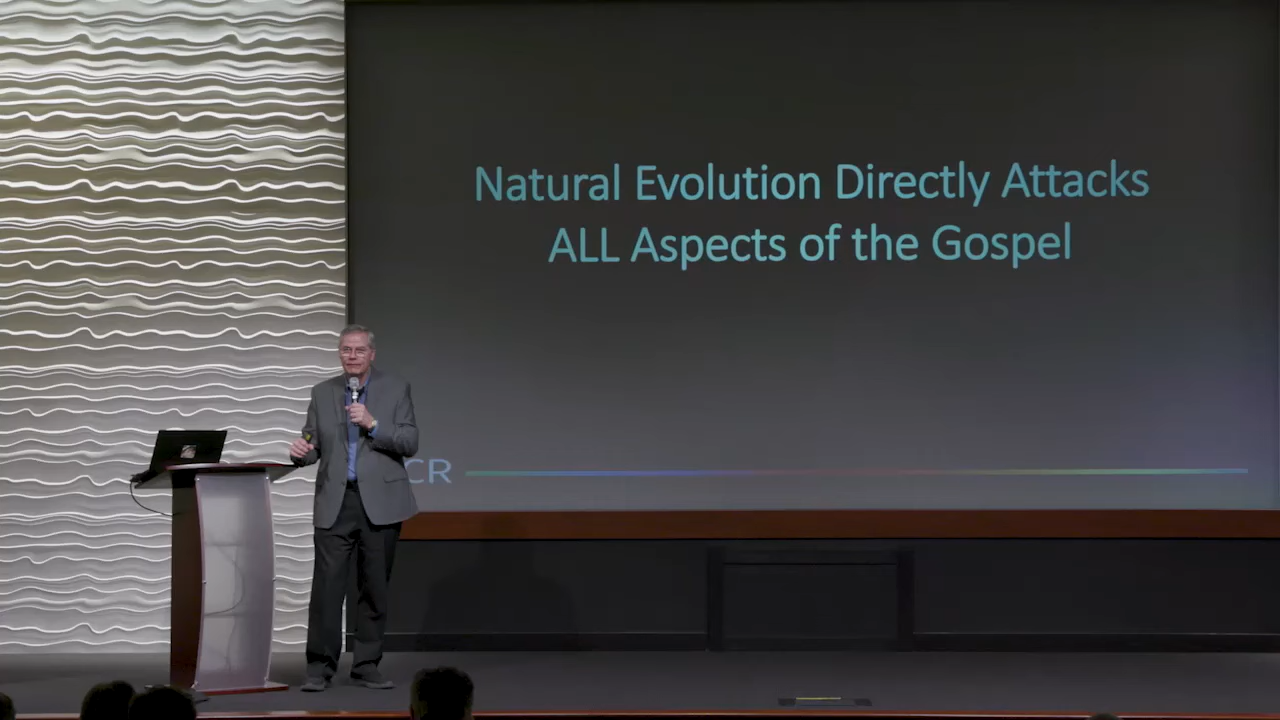 Natural Evolution Directly Attacks
ALL Aspects of the Gospel
CR